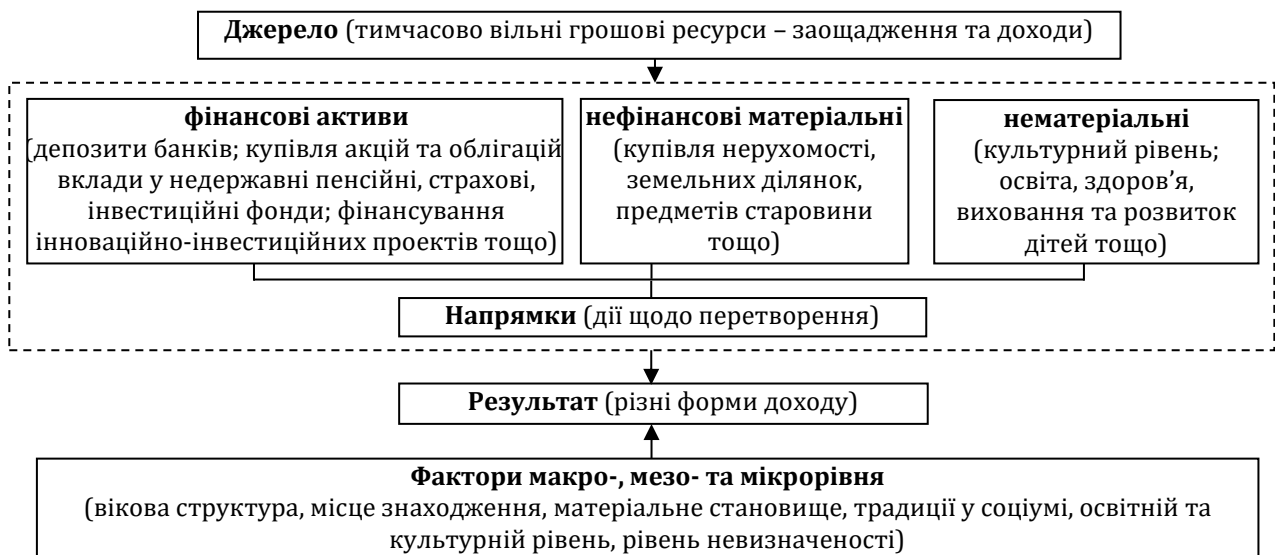 Джерело (тимчасово вільні грошові ресурси – заощадження та доходи)
фінансові активи
(депозити банків; купівля акцій та облігацій
вклади у недержавні пенсійні, страхові,
інвестиційні фонди; фінансування
інноваційно-інвестиційних проектів тощо)
нефінансові матеріальні
(купівля нерухомості,
земельних ділянок,
предметів старовини
тощо)
нематеріальні
(культурний рівень;
освіта, здоров’я,
виховання та розвиток
дітей тощо)
Напрямки (дії щодо перетворення)
Результат (різні форми доходу)
Фактори макро-, мезо- та мікрорівня
(вікова структура, місце знаходження, матеріальне становище, традиції у соціумі, освітній та
культурній рівень, рівень невизначеності)